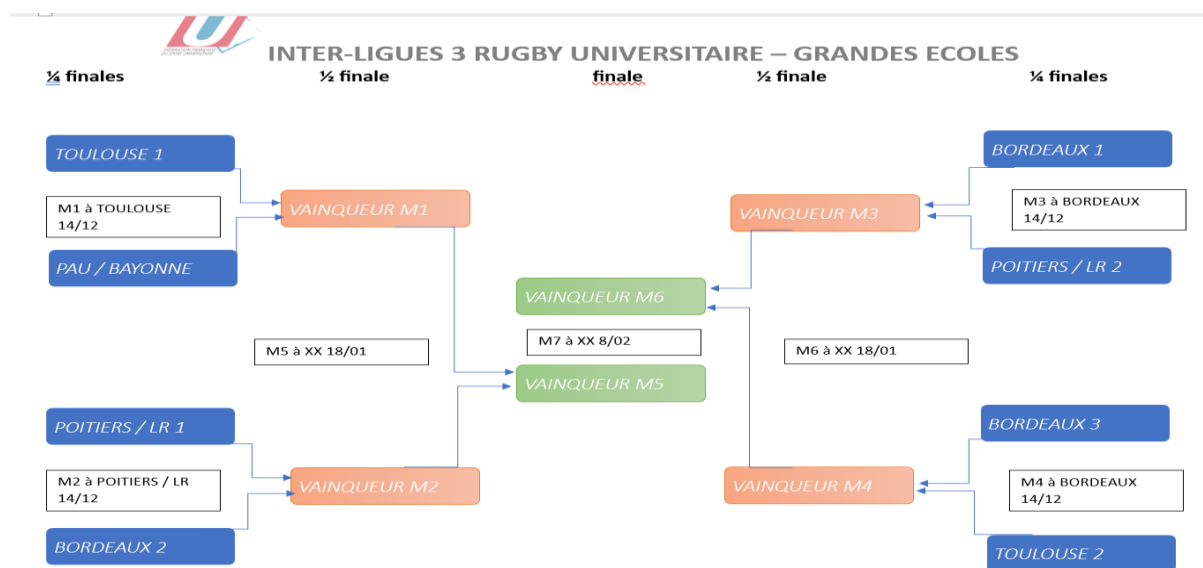 INTER-LIGUES 3 RUGBY UNIVERSITAIRE – GRANDES ECOLES
¼ finales
½ finale
finale
½ finale
¼ finales
TOULOUSE 1
M1 à TOULOUSE
14/12
PAU / BAYONNE
VAINQUEUR M1
M5 à XX 18/01
POITIERS / LR 1
M2 à POITIERS / LR
14/12
BORDEAUX 2
VAINQUEUR M2
VAINQUEUR M6
M7 à XX 8/02
VAINQUEUR M5
VAINQUEUR M3
M6 à XX 18/01
VAINQUEUR M4
BORDEAUX 1
M3 à BORDEAUX
14/12
POITIERS / LR 2
BORDEAUX 3
M4 à BORDEAUX
14/12
TOULOUSE 2